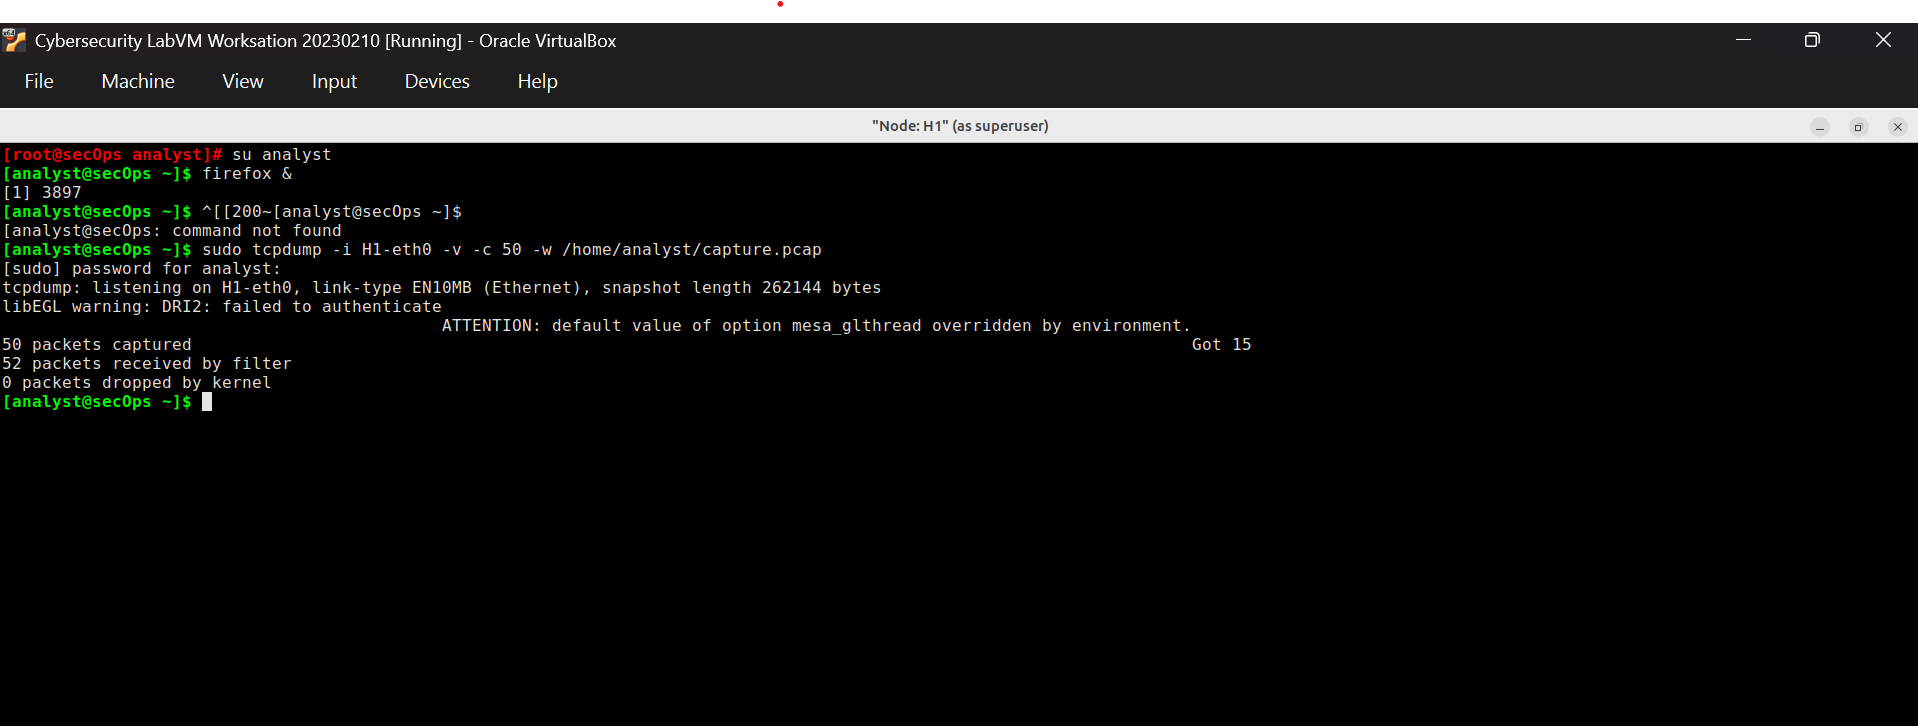 Cybersecurity LabVM Worksation 20230210 [Running] - Oracle VirtualBox
File Machine View Input Devices Help
"Node: H1" (as superuser)
[root@secOps analyst]# su analyst
[analyst@secOps ~]$ firefox &
[1] 3897
[analyst@secOps ~]$ ^[[200~[analyst@secOps ~]$
[analyst@secOps: command not found
[analyst@secOps ~]$ sudo tcpdump -i H1-eth0 -v -c 50 -w /home/analyst/capture.pcap
[sudo] password for analyst:
tcpdump: listening on H1-eth0, link-type EN10MB (Ethernet), snapshot length 262144 bytes
libEGL warning: DRI2: failed to authenticate
ATTENTION: default value of option mesa_glthread overridden by environment.
50 packets captured Got 15
52 packets received by filter
0 packets dropped by kernel
[analyst@secOps ~]$